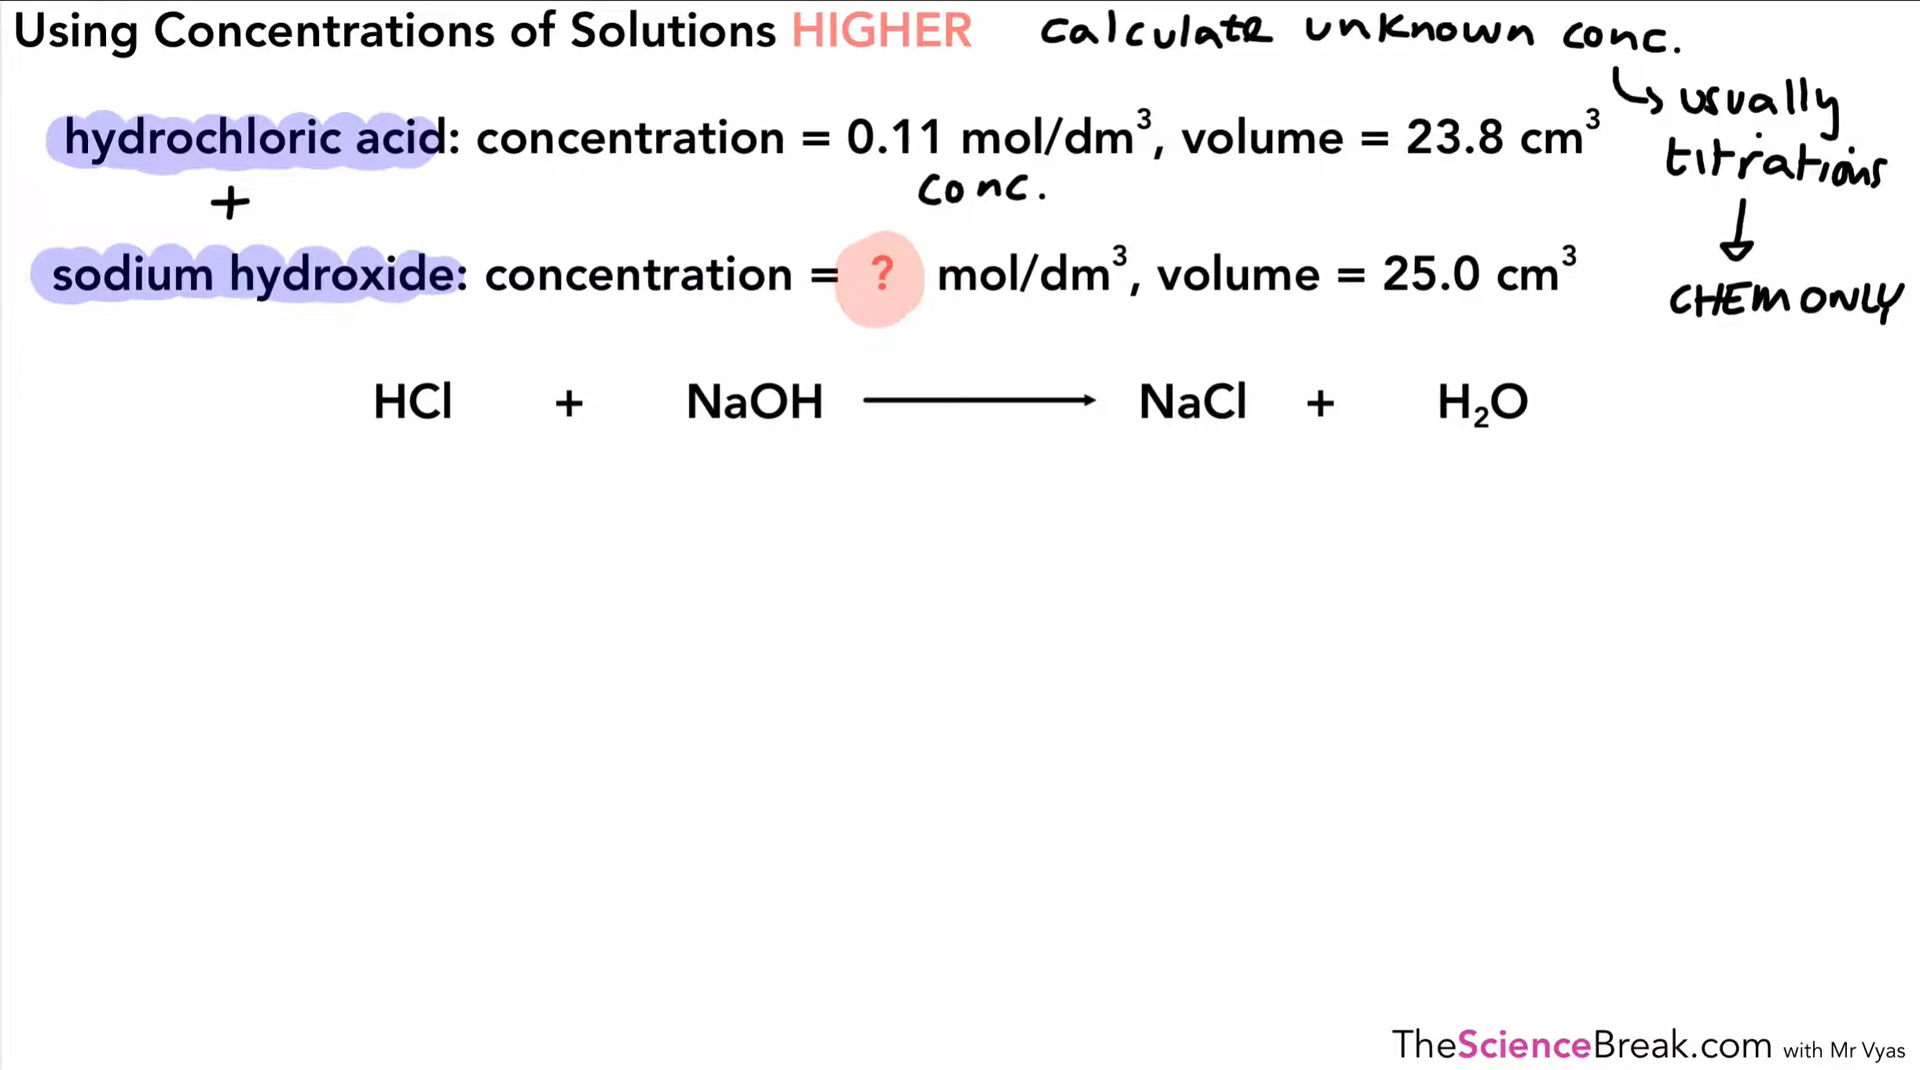 Using Concentrations of Solutions HIGHER calculate unknown conc.
↳ usually
titrations
↓
CHEM ONLY
hydrochloric acid: concentration = 0.11 mol/dm³, volume = 23.8 cm³
+
conc.
sodium hydroxide: concentration = ? mol/dm³, volume = 25.0 cm³
HCl + NaOH → NaCl + H₂O
TheScienceBreak.com with Mr Vyas